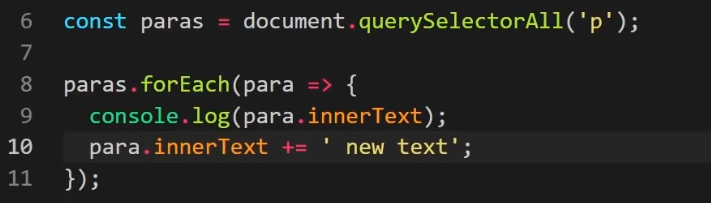 6 const paras = document.querySelectorAll('p');
7
8 paras.forEach(para => {
9   console.log(para.innerText);
10   para.innerText += ' new text';
11 });